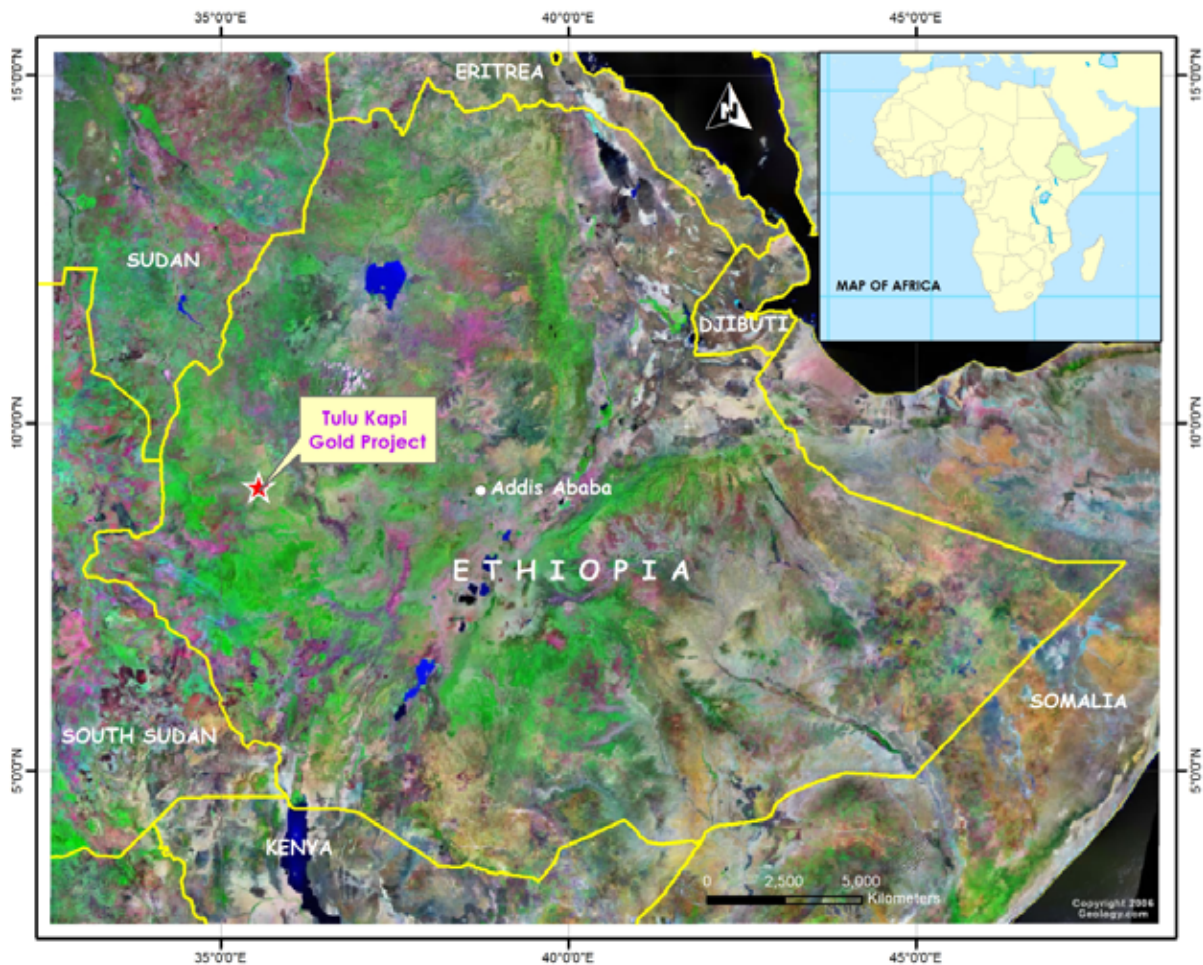 35°0'0"E
40°0'0"E
45°0'0"E
15°0'0"N
15°0'0"N
ERITREA
N
SUDAN
MAP OF AFRICA
DJIBUTI
Tulu Kapi
Gold Project
10°0'0"N
10°0'0"N
Addis Ababa
ETHIOPIA
SOMALIA
SOUTH SUDAN
5°0'0"N
5°0'0"N
KENYA
0 2,500 5,000
Kilometers
Copyright 2006
Geology.com
35°0'0"E
40°0'0"E
45°0'0"E